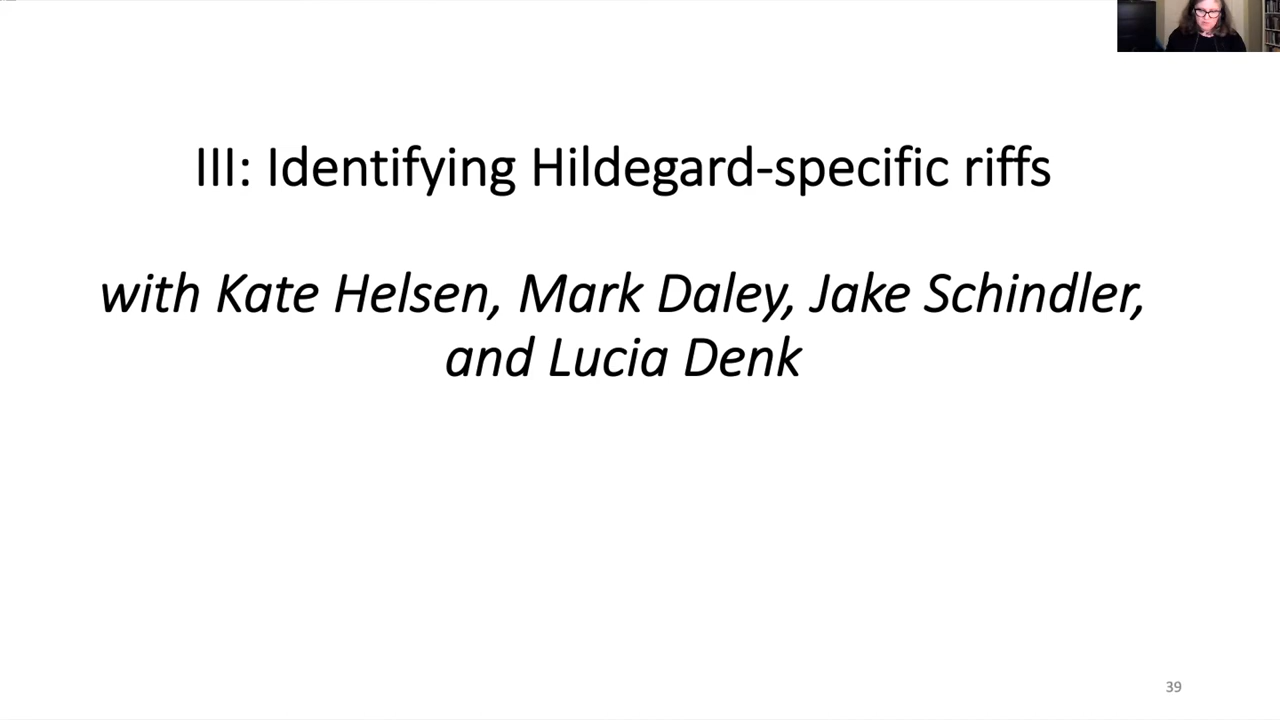 III: Identifying Hildegard-specific riffs
with Kate Helsen, Mark Daley, Jake Schindler,
and Lucia Denk
39